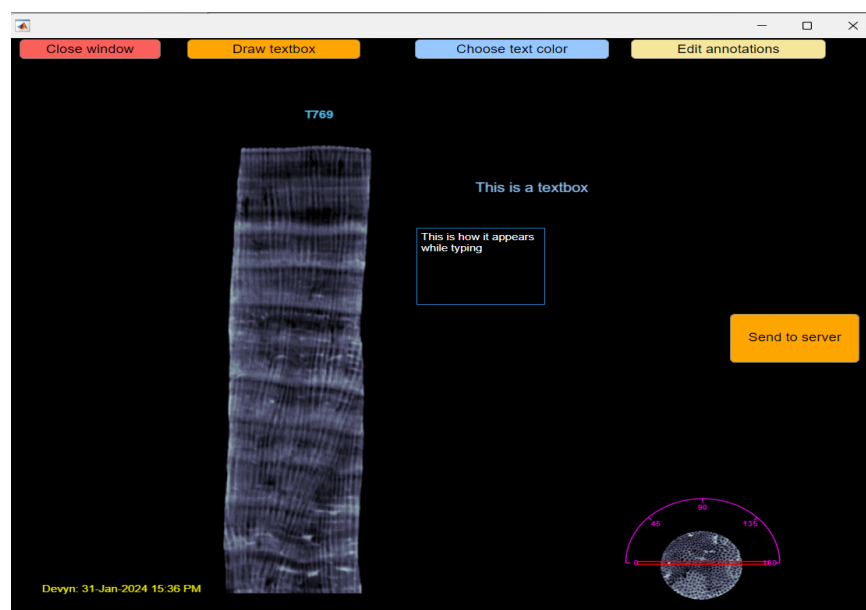 Close window
Draw textbox
Choose text color
Edit annotations
T769
This is a textbox
This is how it appears
while typing
Send to server
90
45
135
0
180
Devyn: 31-Jan-2024 15:36 PM